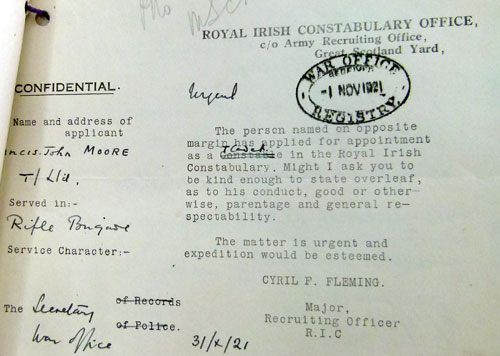 ROYAL IRISH CONSTABULARY OFFICE,
c/o Army Recruiting Office,
Great Scotland Yard,
WAR OFFICE
-1 NOV 1921
REGISTRY.
CONFIDENTIAL.
Urgent
Name and address of
applicant
ncis John MOORE
T/Lt.
Served in:-
Rifle Brigade
Service Character:-
The person named on opposite
margin has applied for appointment
T/Cadet
as a Constable in the Royal Irish
Constabulary. Might I ask you to
be kind enough to state overleaf,
as to his conduct, good or other-
wise, parentage and general re-
spectability.
The matter is urgent and
expedition would be esteemed.
CYRIL F. FLEMING.
Major,
Recruiting Officer
R.I.C
The Secretary of Records
War Office of Police.
31/X/21